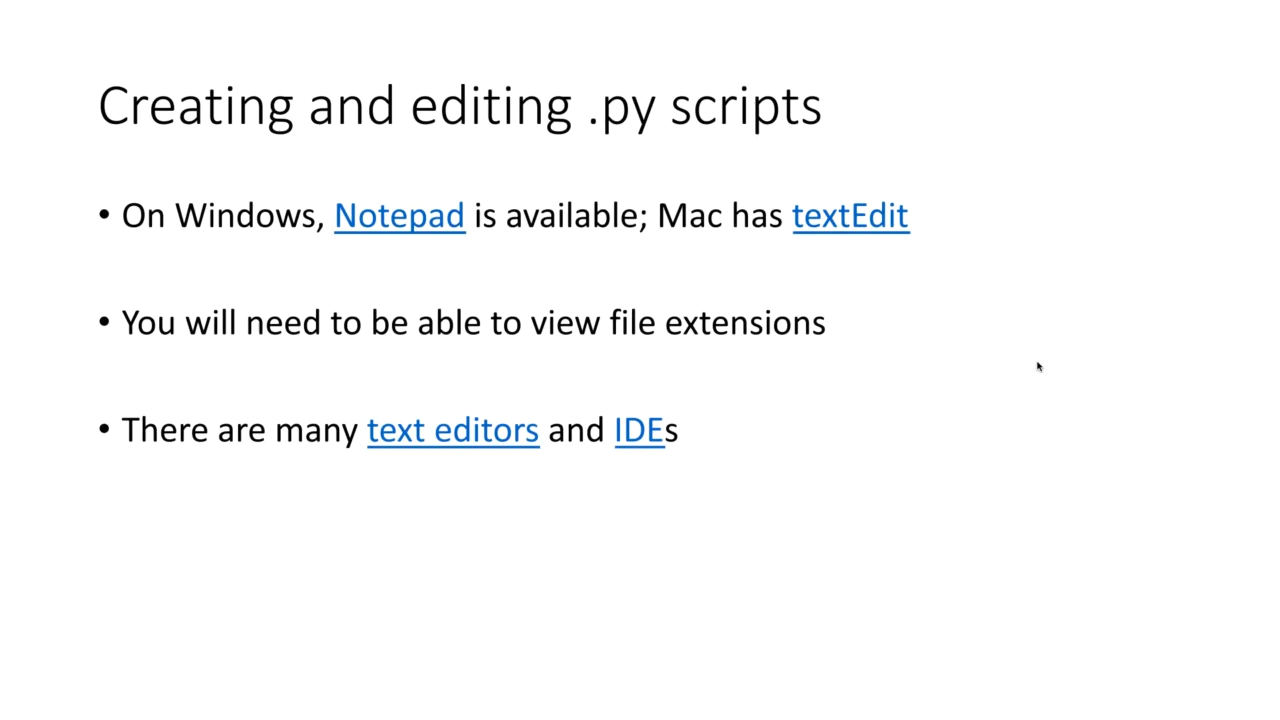 Creating and editing .py scripts
• On Windows, Notepad is available; Mac has textEdit
• You will need to be able to view file extensions
• There are many text editors and IDEs